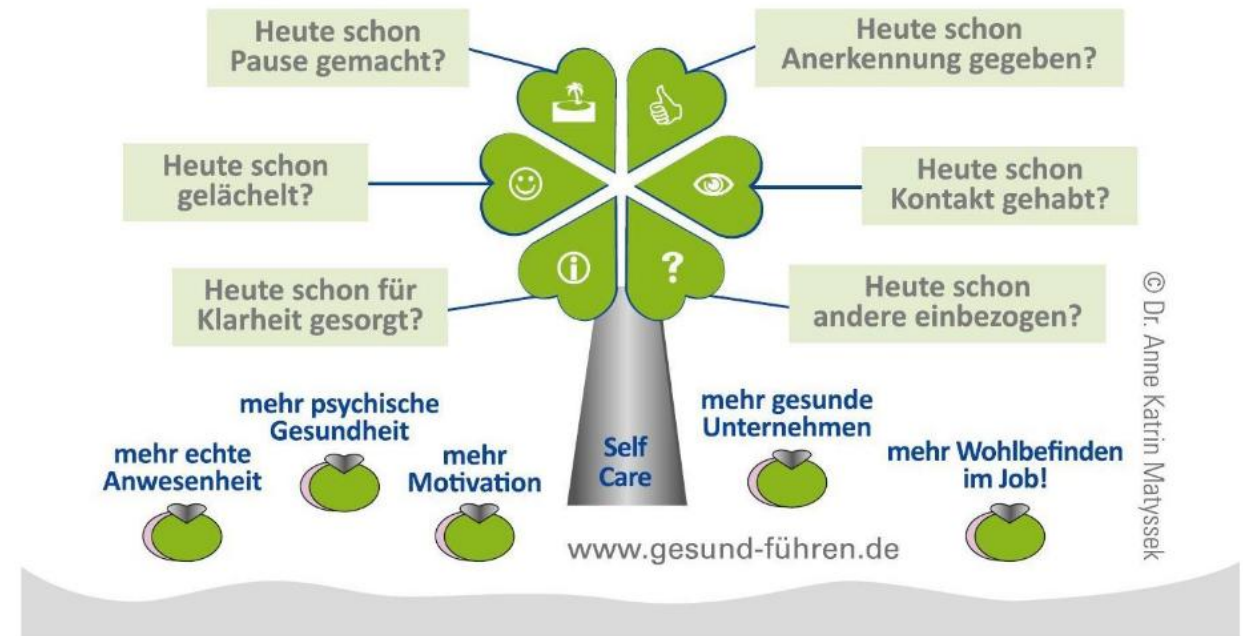 Heute schon
Pause gemacht?
Heute schon
Anerkennung gegeben?
Heute schon
gelächelt?
Heute schon
Kontakt gehabt?
Heute schon für
Klarheit gesorgt?
Heute schon
andere einbezogen?
i
?
mehr echte
Anwesenheit
mehr psychische
Gesundheit
mehr
Motivation
Self
Care
mehr gesunde
Unternehmen
mehr Wohlbefinden
im Job!
www.gesund-führen.de
© Dr. Anne Katrin Matyssek